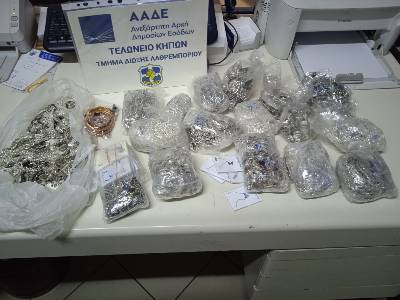 ΑΑΔΕ
Ανεξάρτητη Αρχή
Δημοσίων Εσόδων
ΤΕΛΩΝΕΙΟ ΚΗΠΩΝ
ΤΜΗΜΑ ΔΙΩΞΗΣ ΛΑΘΡΕΜΠΟΡΙΟΥ